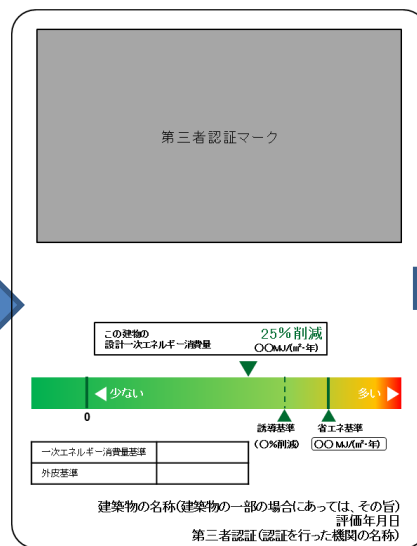 第三者認証マーク
この建物の
設計一次エネルギー消費量
25%削減
〇〇MJ/(㎡・年)
少ない
多い
0
誘導基準
(〇%削減)
省エネ基準
〇〇 MJ/(㎡・年)
一次エネルギー消費量基準
外皮基準
建築物の名称(建築物の一部の場合にあっては、その旨)
評価年月日
第三者認証(認証を行った機関の名称)